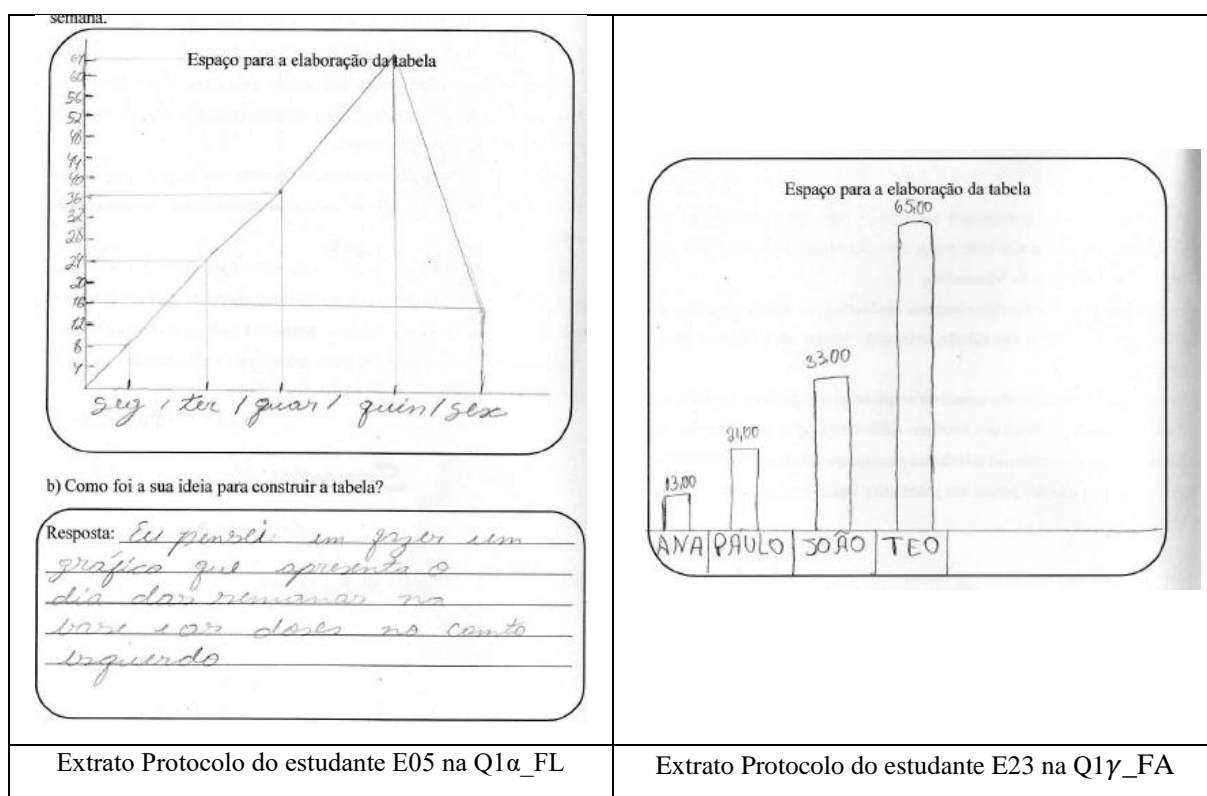 semana.
Espaço para a elaboração da tabela
64
60
56
52
48
44
40
36
32
28
24
20
16
12
8
4
seg / ter / quar / quin / sex
b) Como foi a sua ideia para construir a tabela?
Resposta: Eu pensei em fazer um
gráfico que apresenta o
dia das semanas na
base e as doses no canto
esquerdo
Extrato Protocolo do estudante E05 na Q1α_FL
Espaço para a elaboração da tabela
65,00
33,00
21,00
13,00
ANA PAULO JOÃO TEO
Extrato Protocolo do estudante E23 na Q1γ_FA